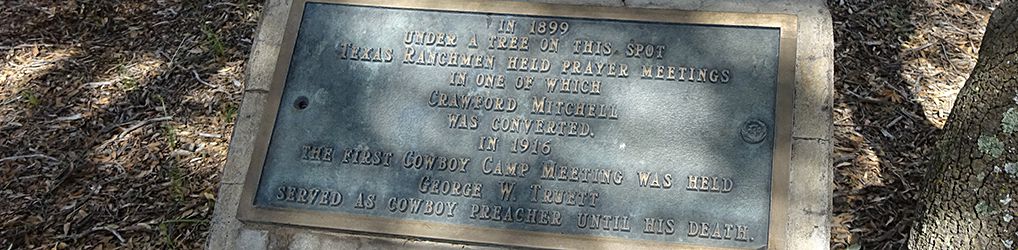 IN 1899
UNDER A TREE ON THIS SPOT
TEXAS RANCHMEN HELD PRAYER MEETINGS
IN ONE OF WHICH
CRAWFORD MITCHELL
WAS CONVERTED.
IN 1916
THE FIRST COWBOY CAMP MEETING WAS HELD
GEORGE W. TRUETT
SERVED AS COWBOY PREACHER UNTIL HIS DEATH.